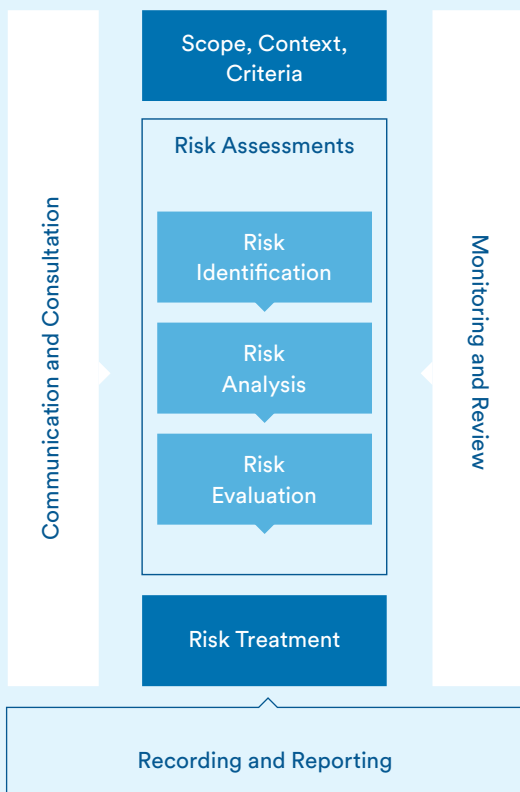 Scope, Context,
Criteria
Risk Assessments
Risk
Identification
Risk
Analysis
Risk
Evaluation
Risk Treatment
Communication and Consultation
Monitoring and Review
Recording and Reporting